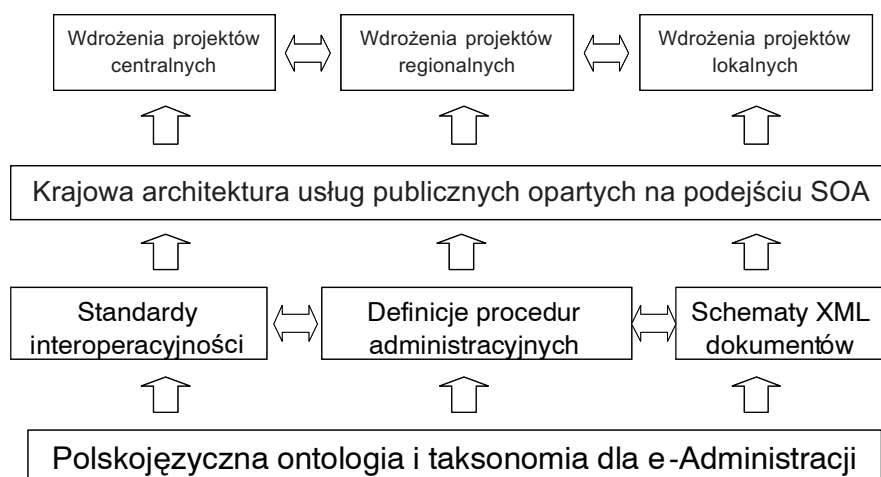 Wdrożenia projektów
centralnych
Wdrożenia projektów
regionalnych
Wdrożenia projektów
lokalnych
Krajowa architektura usług publicznych opartych na podejściu SOA
Standardy
interoperacyjności
Definicje procedur
administracyjnych
Schematy XML
dokumentów
Polskojęzyczna ontologia i taksonomia dla e-Administracji